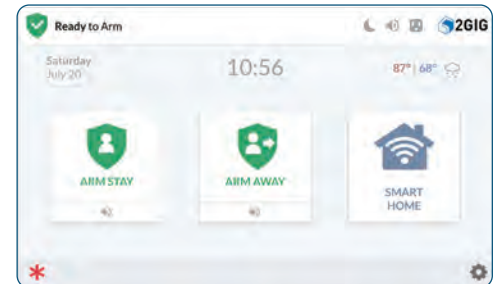 Ready to Arm
2GIG
Saturday
July 20
10:56
87° | 68°
ARM STAY
ARM AWAY
SMART
HOME